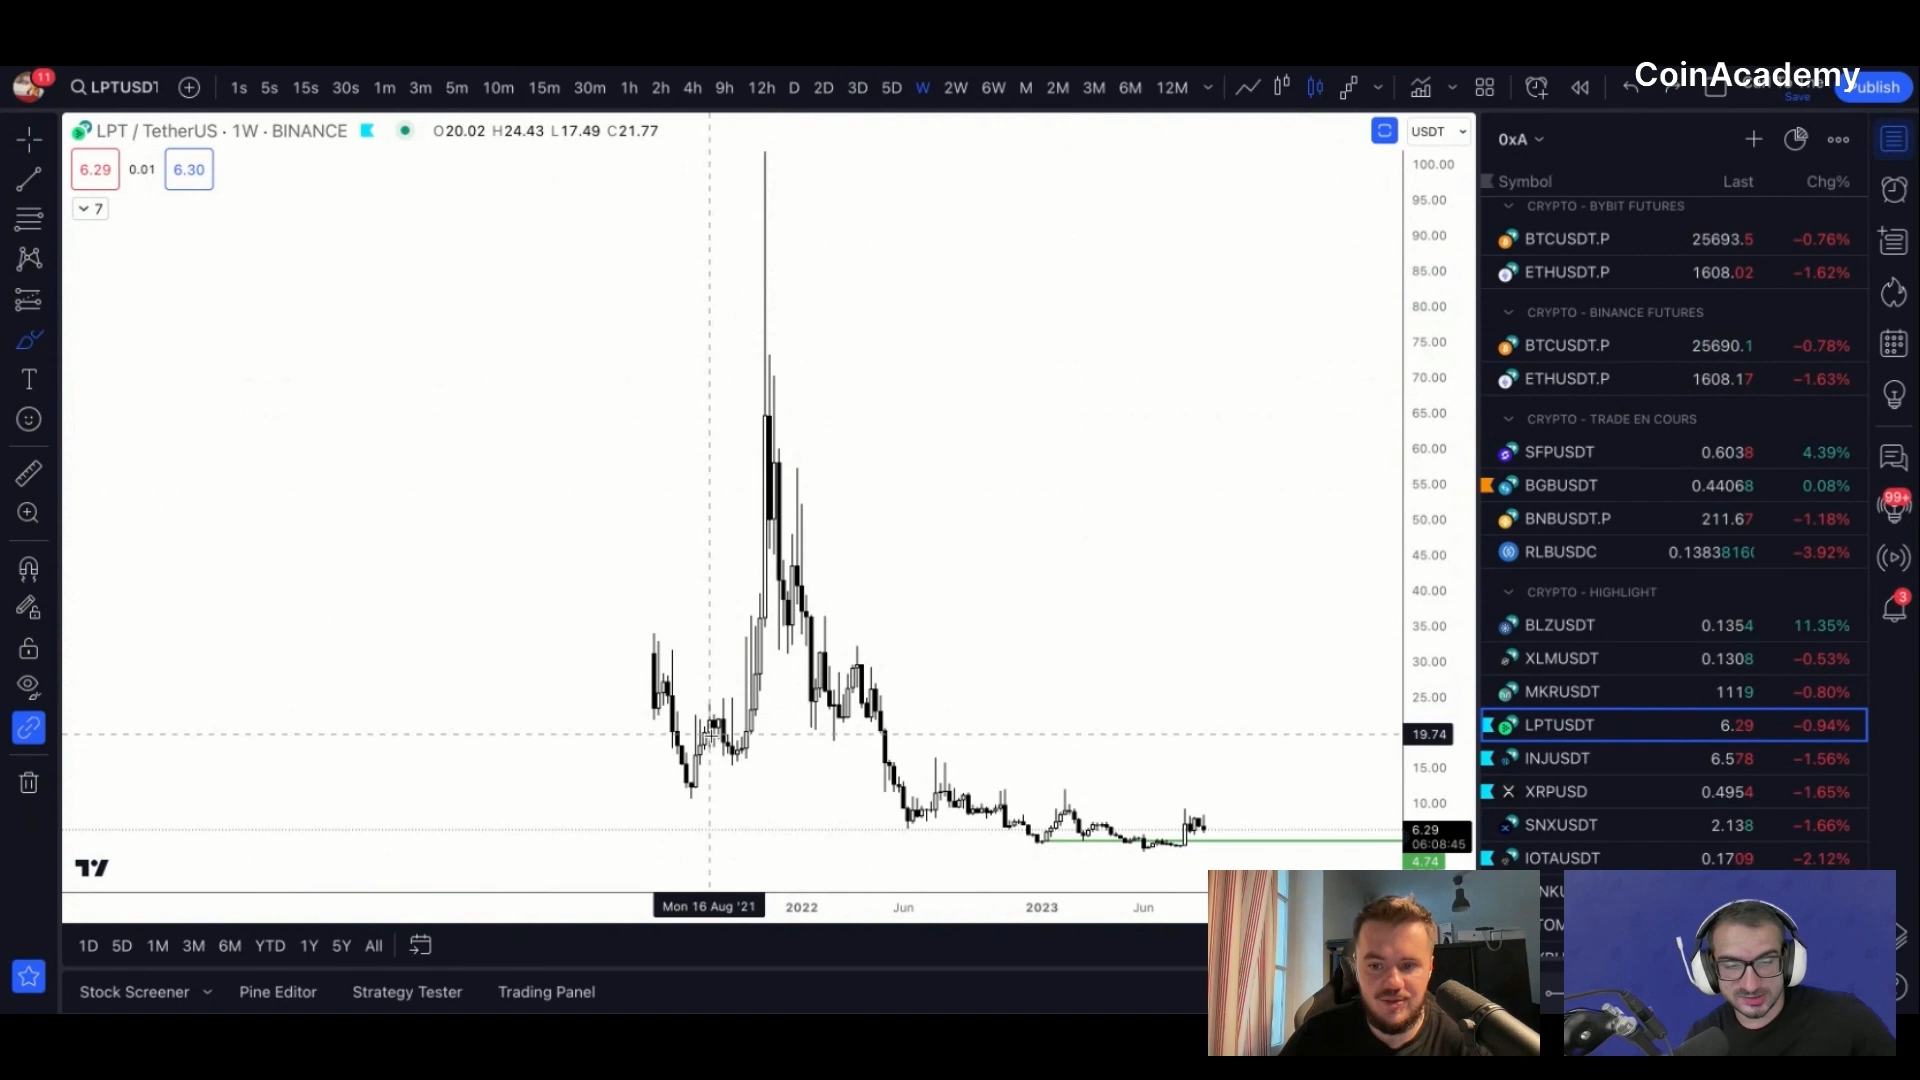 CoinAcademy
11
LPTUSDT
1s 5s 15s 30s 1m 3m 5m 10m 15m 30m 1h 2h 4h 9h 12h D 2D 3D 5D W 2W 6W M 2M 3M 6M 12M
Save
Publish
LPT / TetherUS · 1W · BINANCE O20.02 H24.43 L17.49 C21.77
USDT
6.29 0.01 6.30
7
100.00
95.00
90.00
85.00
80.00
75.00
70.00
65.00
60.00
55.00
50.00
45.00
40.00
35.00
30.00
25.00
19.74
15.00
10.00
6.29
06:08:45
4.74
Mon 16 Aug '21 2022 Jun 2023 Jun
1D 5D 1M 3M 6M YTD 1Y 5Y All
Stock Screener Pine Editor Strategy Tester Trading Panel
0xA
Symbol Last Chg%
CRYPTO - BYBIT FUTURES
BTCUSDT.P 25693.5 −0.76%
ETHUSDT.P 1608.02 −1.62%
CRYPTO - BINANCE FUTURES
BTCUSDT.P 25690.1 −0.78%
ETHUSDT.P 1608.17 −1.63%
CRYPTO - TRADE EN COURS
SFPUSDT 0.6038 4.39%
BGBUSDT 0.44068 0.08%
BNBUSDT.P 211.67 −1.18%
RLBUSDC 0.1383816 −3.92%
CRYPTO - HIGHLIGHT
BLZUSDT 0.1354 11.35%
XLMUSDT 0.1308 −0.53%
MKRUSDT 1119 −0.80%
LPTUSDT 6.29 −0.94%
INJUSDT 6.578 −1.56%
XRPUSD 0.4954 −1.65%
SNXUSDT 2.138 −1.66%
IOTAUSDT 0.1709 −2.12%
99+
3